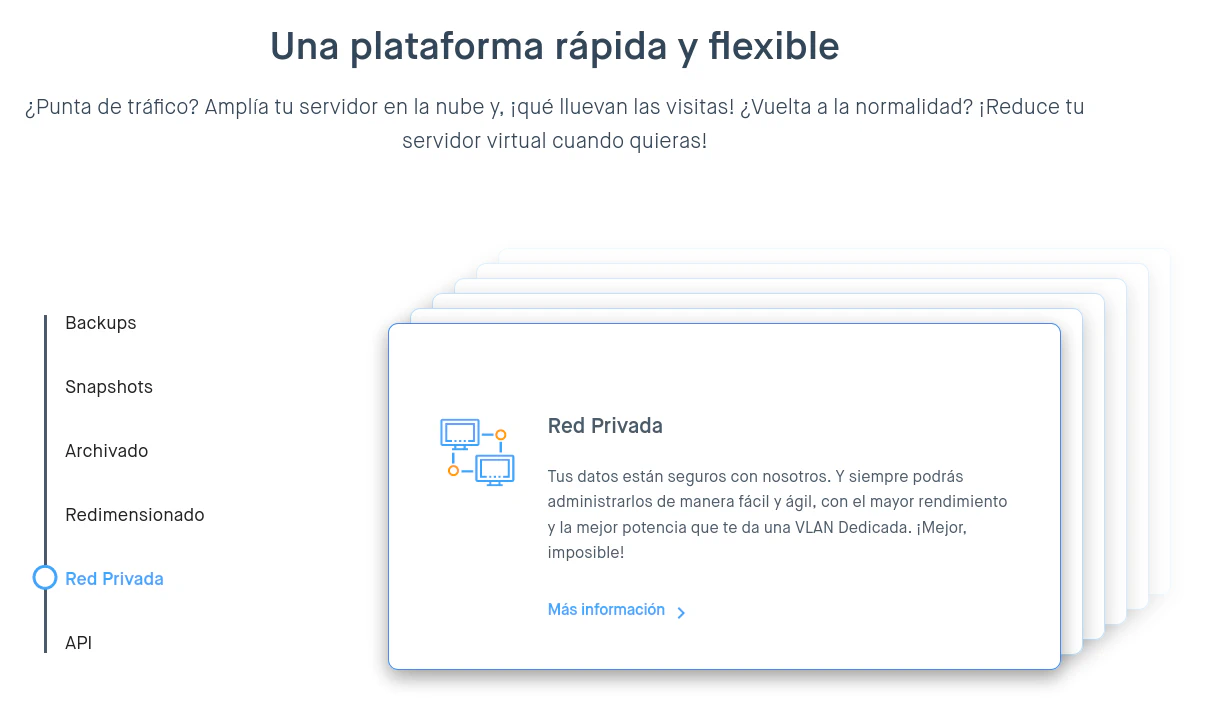 Una plataforma rápida y flexible
¿Punta de tráfico? Amplía tu servidor en la nube y, ¡qué lluevan las visitas! ¿Vuelta a la normalidad? ¡Reduce tu
servidor virtual cuando quieras!
Backups
Snapshots
Archivado
Redimensionado
Red Privada
API
Red Privada
Tus datos están seguros con nosotros. Y siempre podrás
administrarlos de manera fácil y ágil, con el mayor rendimiento
y la mejor potencia que te da una VLAN Dedicada. ¡Mejor,
imposible!
Más información